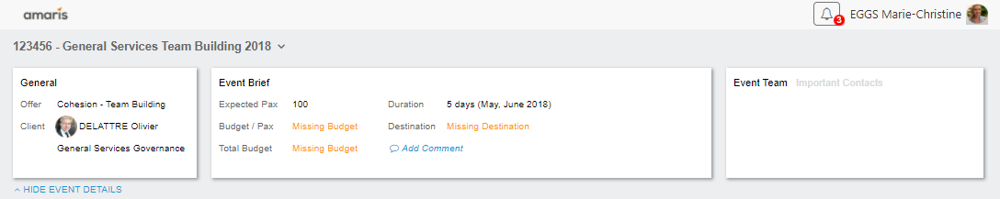 amaris
3 EGGS Marie-Christine
123456 - General Services Team Building 2018
General
Offer Cohesion - Team Building
Client DELATTRE Olivier
General Services Governance
Event Brief
Expected Pax 100 Duration 5 days (May, June 2018)
Budget / Pax Missing Budget Destination Missing Destination
Total Budget Missing Budget Add Comment
Event Team Important Contacts
HIDE EVENT DETAILS